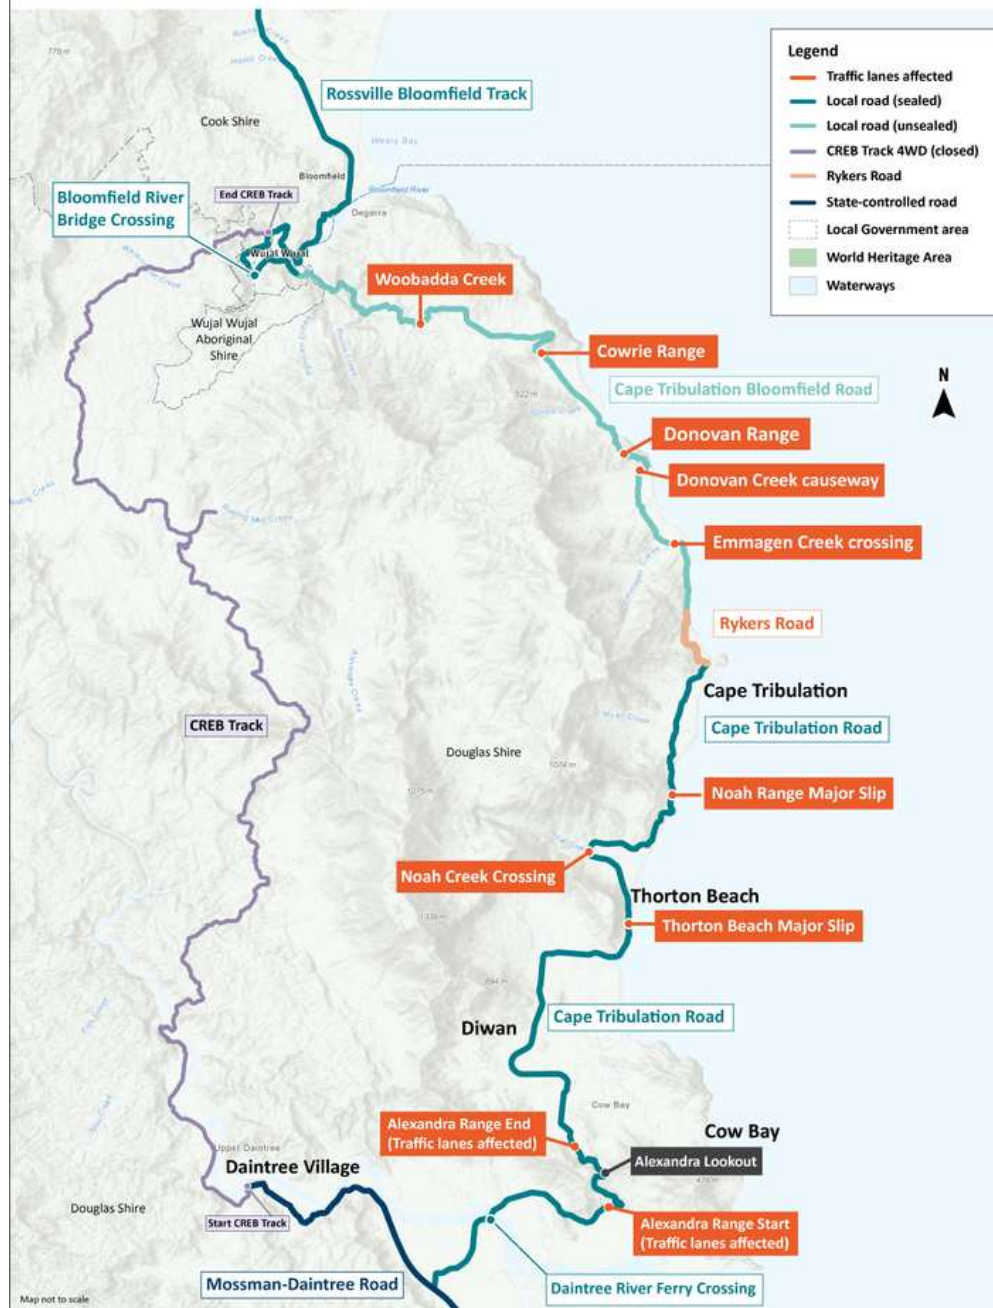 Legend
Traffic lanes affected
Local road (sealed)
Local road (unsealed)
CREB Track 4WD (closed)
Rykers Road
State-controlled road
Local Government area
World Heritage Area
Waterways
N
779 m
Rossville Bloomfield Track
Cook Shire
Weary Bay
Bloomfield
Bloomfield River
Bloomfield River
Bridge Crossing
End CREB Track
Degarra
Wujal Wujal
Woobadda Creek
Wujal Wujal
Aboriginal
Shire
Cowrie Range
Cape Tribulation Bloomfield Road
522 m
Donovan Range
Donovan Creek causeway
Emmagen Creek crossing
Rykers Road
Cape Tribulation
CREB Track
Cape Tribulation Road
Douglas Shire
1074 m
Noah Range Major Slip
Noah Creek Crossing
Thorton Beach
Thorton Beach Major Slip
Cape Tribulation Road
Diwan
Cow Bay
Alexandra Range End
(Traffic lanes affected)
Cow Bay
Alexandra Lookout
Upper Daintree
Daintree Village
Douglas Shire
Start CREB Track
Alexandra Range Start
(Traffic lanes affected)
Mossman-Daintree Road
Daintree River Ferry Crossing
Map not to scale